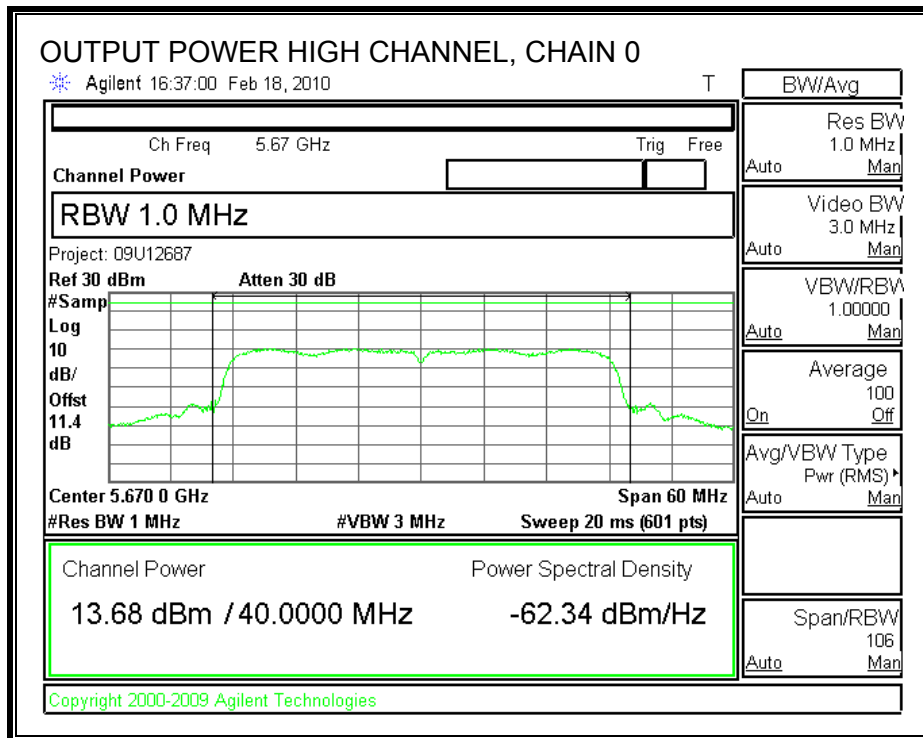 OUTPUT POWER HIGH CHANNEL, CHAIN 0
Agilent 16:37:00 Feb 18, 2010 T
Ch Freq 5.67 GHz Trig Free
Channel Power
RBW 1.0 MHz
Project: 09U12687
Ref 30 dBm Atten 30 dB
#Samp
Log
10
dB/
Offst
11.4
dB
Center 5.670 0 GHz Span 60 MHz
#Res BW 1 MHz #VBW 3 MHz Sweep 20 ms (601 pts)
Channel Power Power Spectral Density
13.68 dBm / 40.0000 MHz -62.34 dBm/Hz
Copyright 2000-2009 Agilent Technologies
BW/Avg
Res BW
1.0 MHz
Auto Man
Video BW
3.0 MHz
Auto Man
VBW/RBW
1.00000
Auto Man
Average
100
On Off
Avg/VBW Type
Pwr (RMS)
Auto Man
Span/RBW
106
Auto Man